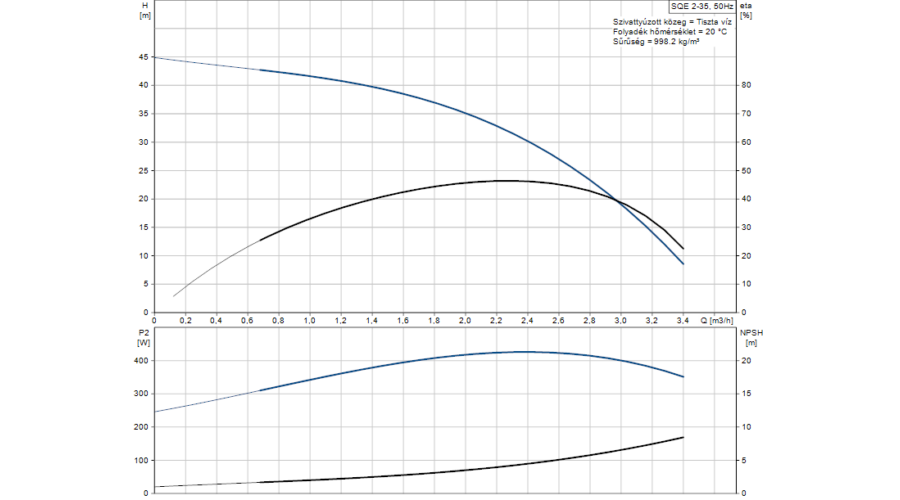 H
[m]
SQE 2-35, 50Hz
eta
[%]
Szivattyúzott közeg = Tiszta víz
Folyadék hőmérséklet = 20 °C
Sűrűség = 998.2 kg/m³
45
40
35
30
25
20
15
10
5
0
80
70
60
50
40
30
20
10
0
0 0,2 0,4 0,6 0,8 1,0 1,2 1,4 1,6 1,8 2,0 2,2 2,4 2,6 2,8 3,0 3,2 3,4 Q [m3/h]
P2
[W]
NPSH
[m]
400
300
200
100
0
20
15
10
5
0